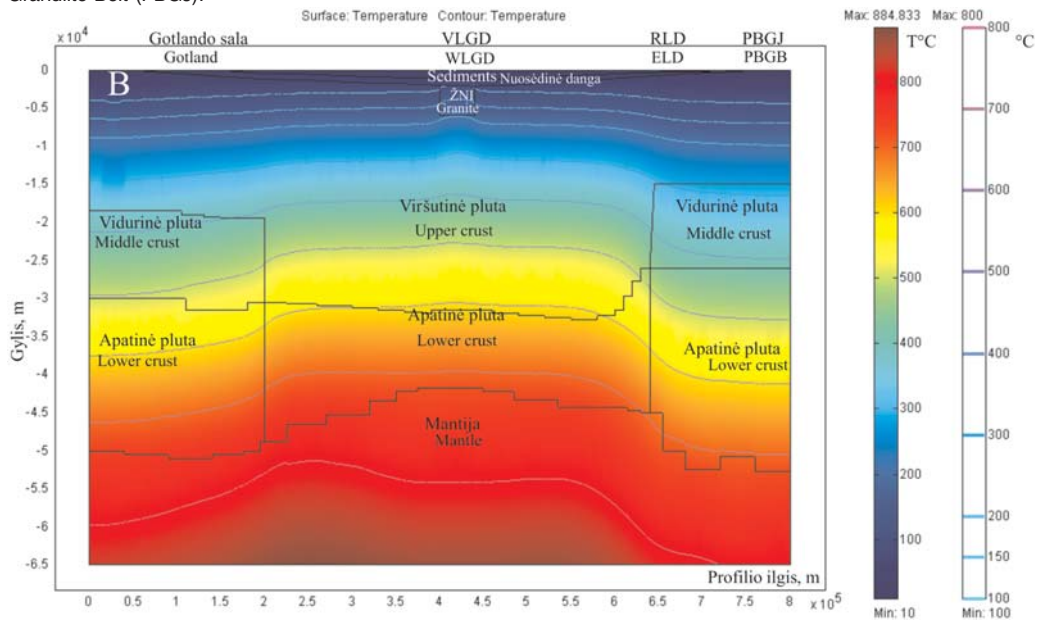 Granulite Belt (PBGs).
Surface: Temperature Contour: Temperature
Max: 884.833 Max: 800
x10⁴
Gotlando sala VLGD RLD PBGJ
Gotland WLGD ELD PBGB
T°C
°C
B
Sediments Nuosėdinė danga
ŽNI
Granite
Vidurinė pluta
Middle crust
Viršutinė pluta
Upper crust
Vidurinė pluta
Middle crust
Apatinė pluta
Lower crust
Apatinė pluta
Lower crust
Apatinė pluta
Lower crust
Mantija
Mantle
Gylis, m
0
-0.5
-1
-1.5
-2
-2.5
-3
-3.5
-4
-4.5
-5
-5.5
-6
-6.5
Profilio ilgis, m
0 0.5 1 1.5 2 2.5 3 3.5 4 4.5 5 5.5 6 6.5 7 7.5 8 x 10⁵
800
700
600
500
400
300
200
100
Min: 10
800
700
600
500
400
300
200
150
100
Min: 100